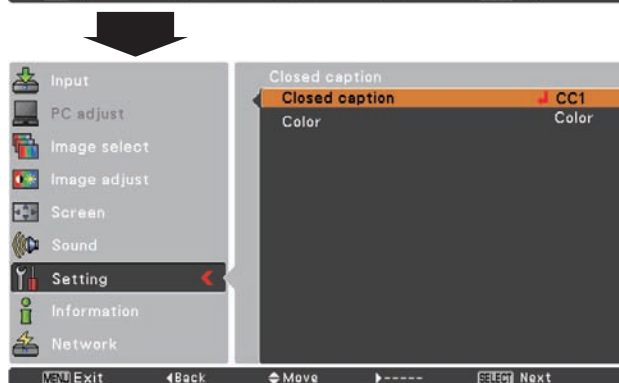 Input
PC adjust
Image select
Image adjust
Screen
Sound
Setting
Information
Network
Closed caption
Closed caption CC1
Color Color
MENU Exit Back Move ----- SELECT Next